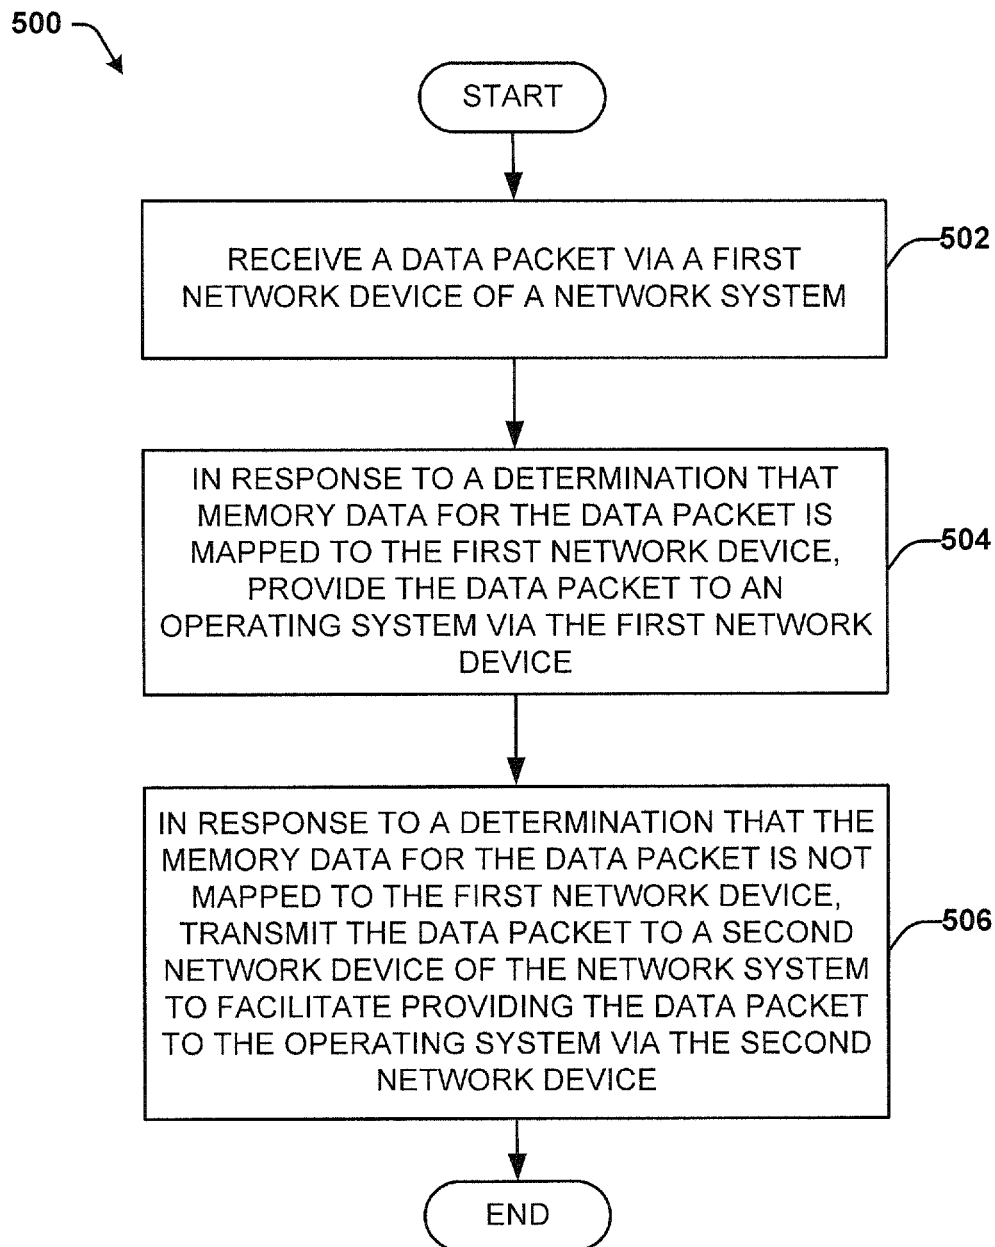 500
START
RECEIVE A DATA PACKET VIA A FIRST
NETWORK DEVICE OF A NETWORK SYSTEM
502
IN RESPONSE TO A DETERMINATION THAT
MEMORY DATA FOR THE DATA PACKET IS
MAPPED TO THE FIRST NETWORK DEVICE,
PROVIDE THE DATA PACKET TO AN
OPERATING SYSTEM VIA THE FIRST NETWORK
DEVICE
504
IN RESPONSE TO A DETERMINATION THAT THE
MEMORY DATA FOR THE DATA PACKET IS NOT
MAPPED TO THE FIRST NETWORK DEVICE,
TRANSMIT THE DATA PACKET TO A SECOND
NETWORK DEVICE OF THE NETWORK SYSTEM
TO FACILITATE PROVIDING THE DATA PACKET
TO THE OPERATING SYSTEM VIA THE SECOND
NETWORK DEVICE
506
END